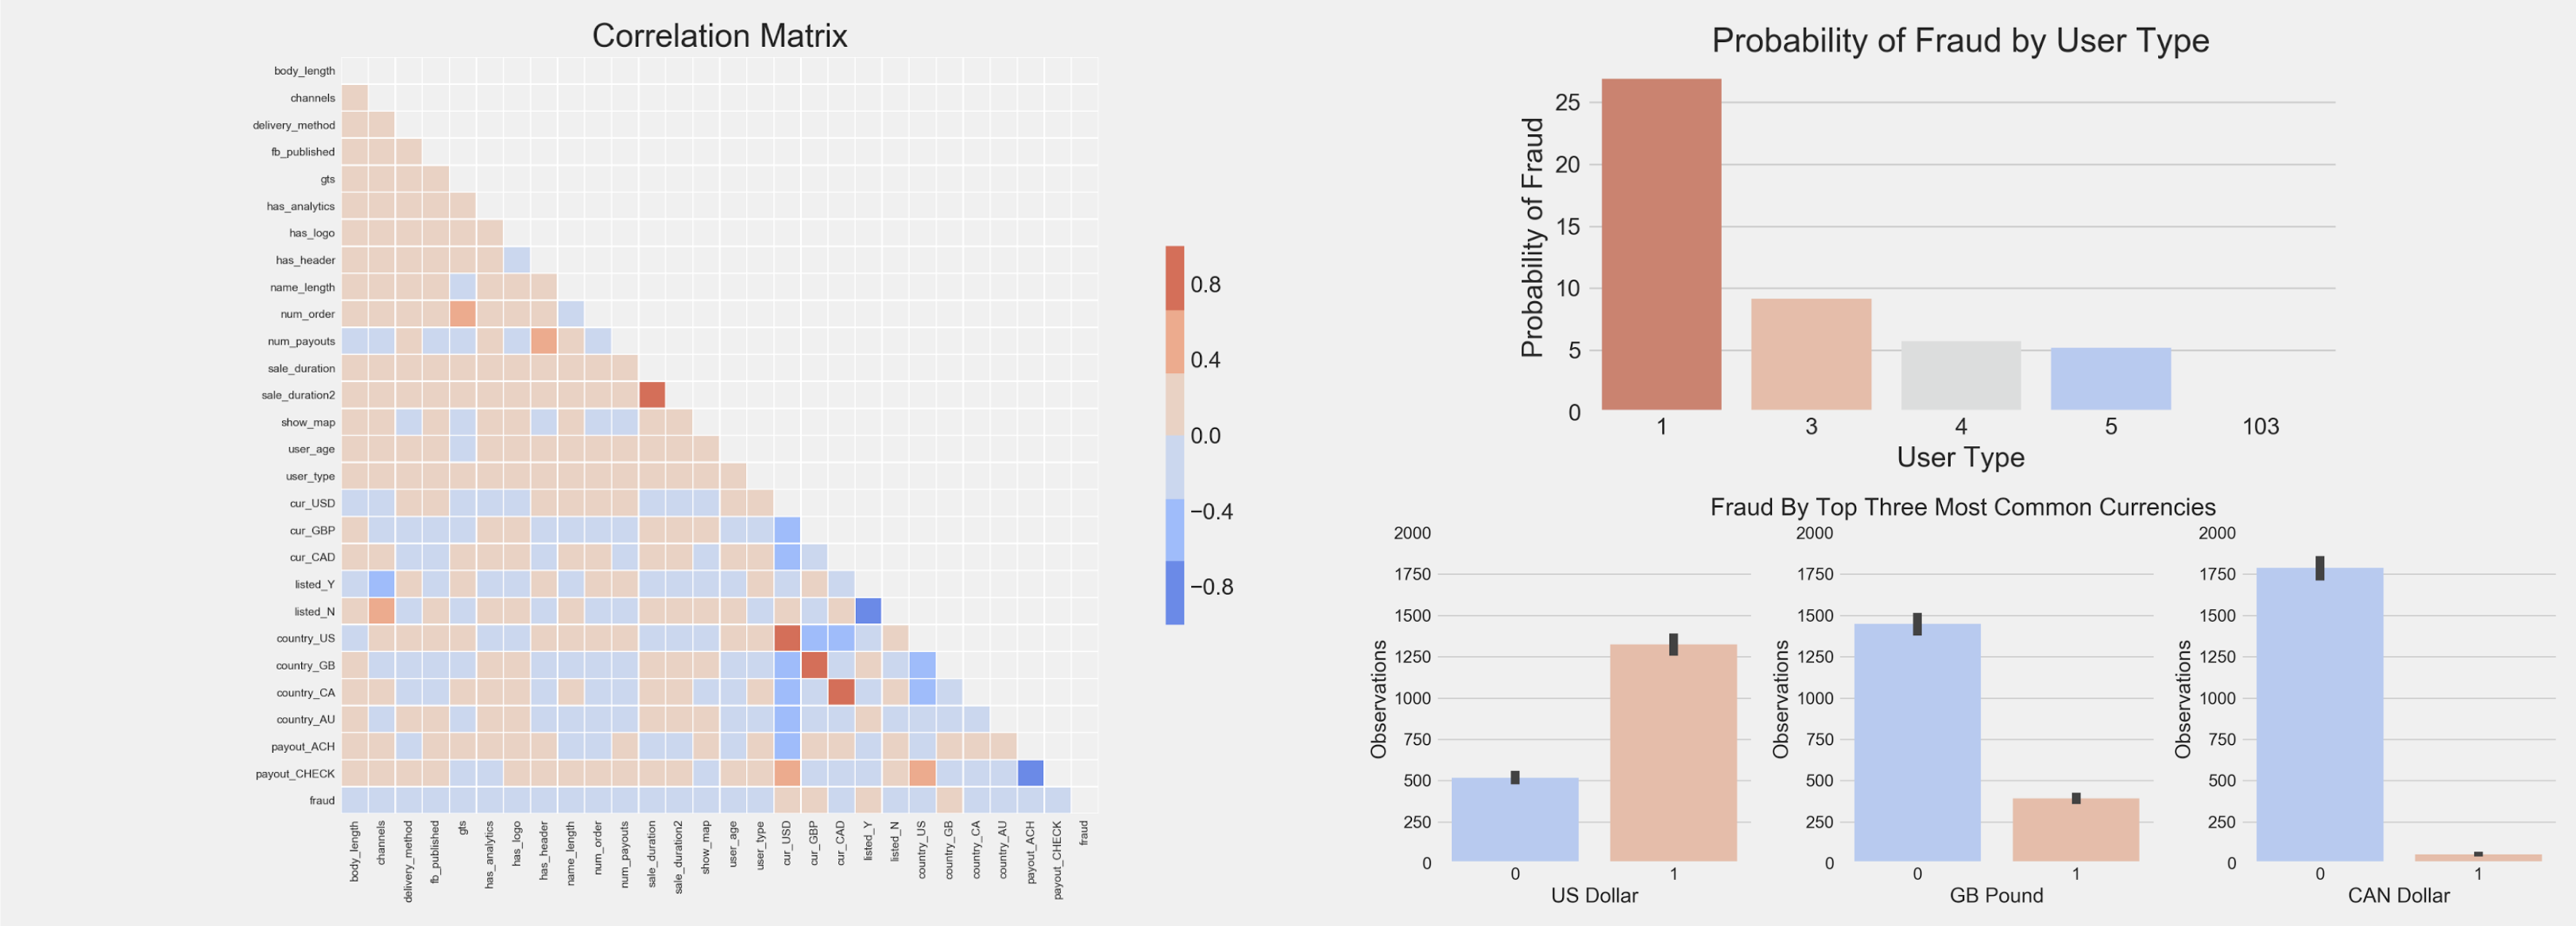 Correlation Matrix
body_length
channels
delivery_method
fb_published
gts
has_analytics
has_logo
has_header
name_length
num_order
num_payouts
sale_duration
sale_duration2
show_map
user_age
user_type
cur_USD
cur_GBP
cur_CAD
listed_Y
listed_N
country_US
country_GB
country_CA
country_AU
payout_ACH
payout_CHECK
fraud
body_length channels delivery_method fb_published gts has_analytics has_logo has_header name_length num_order num_payouts sale_duration sale_duration2 show_map user_age user_type cur_USD cur_GBP cur_CAD listed_Y listed_N country_US country_GB country_CA country_AU payout_ACH payout_CHECK fraud
0.8
0.4
0.0
−0.4
−0.8
Probability of Fraud by User Type
Probability of Fraud
25
20
15
10
5
0
1 3 4 5 103
User Type
Fraud By Top Three Most Common Currencies
Observations
2000
1750
1500
1250
1000
750
500
250
0
0 1
US Dollar
Observations
2000
1750
1500
1250
1000
750
500
250
0
0 1
GB Pound
Observations
2000
1750
1500
1250
1000
750
500
250
0
0 1
CAN Dollar